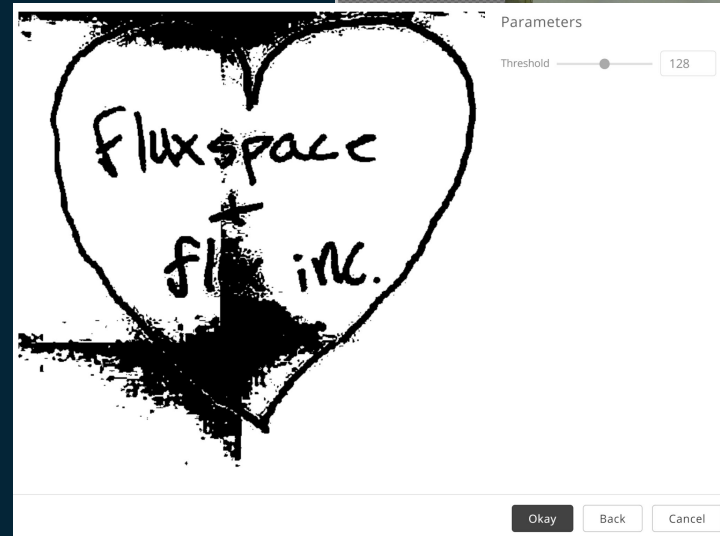 Parameters
Threshold 128
Fluxspace
+
inc.
Okay Back Cancel